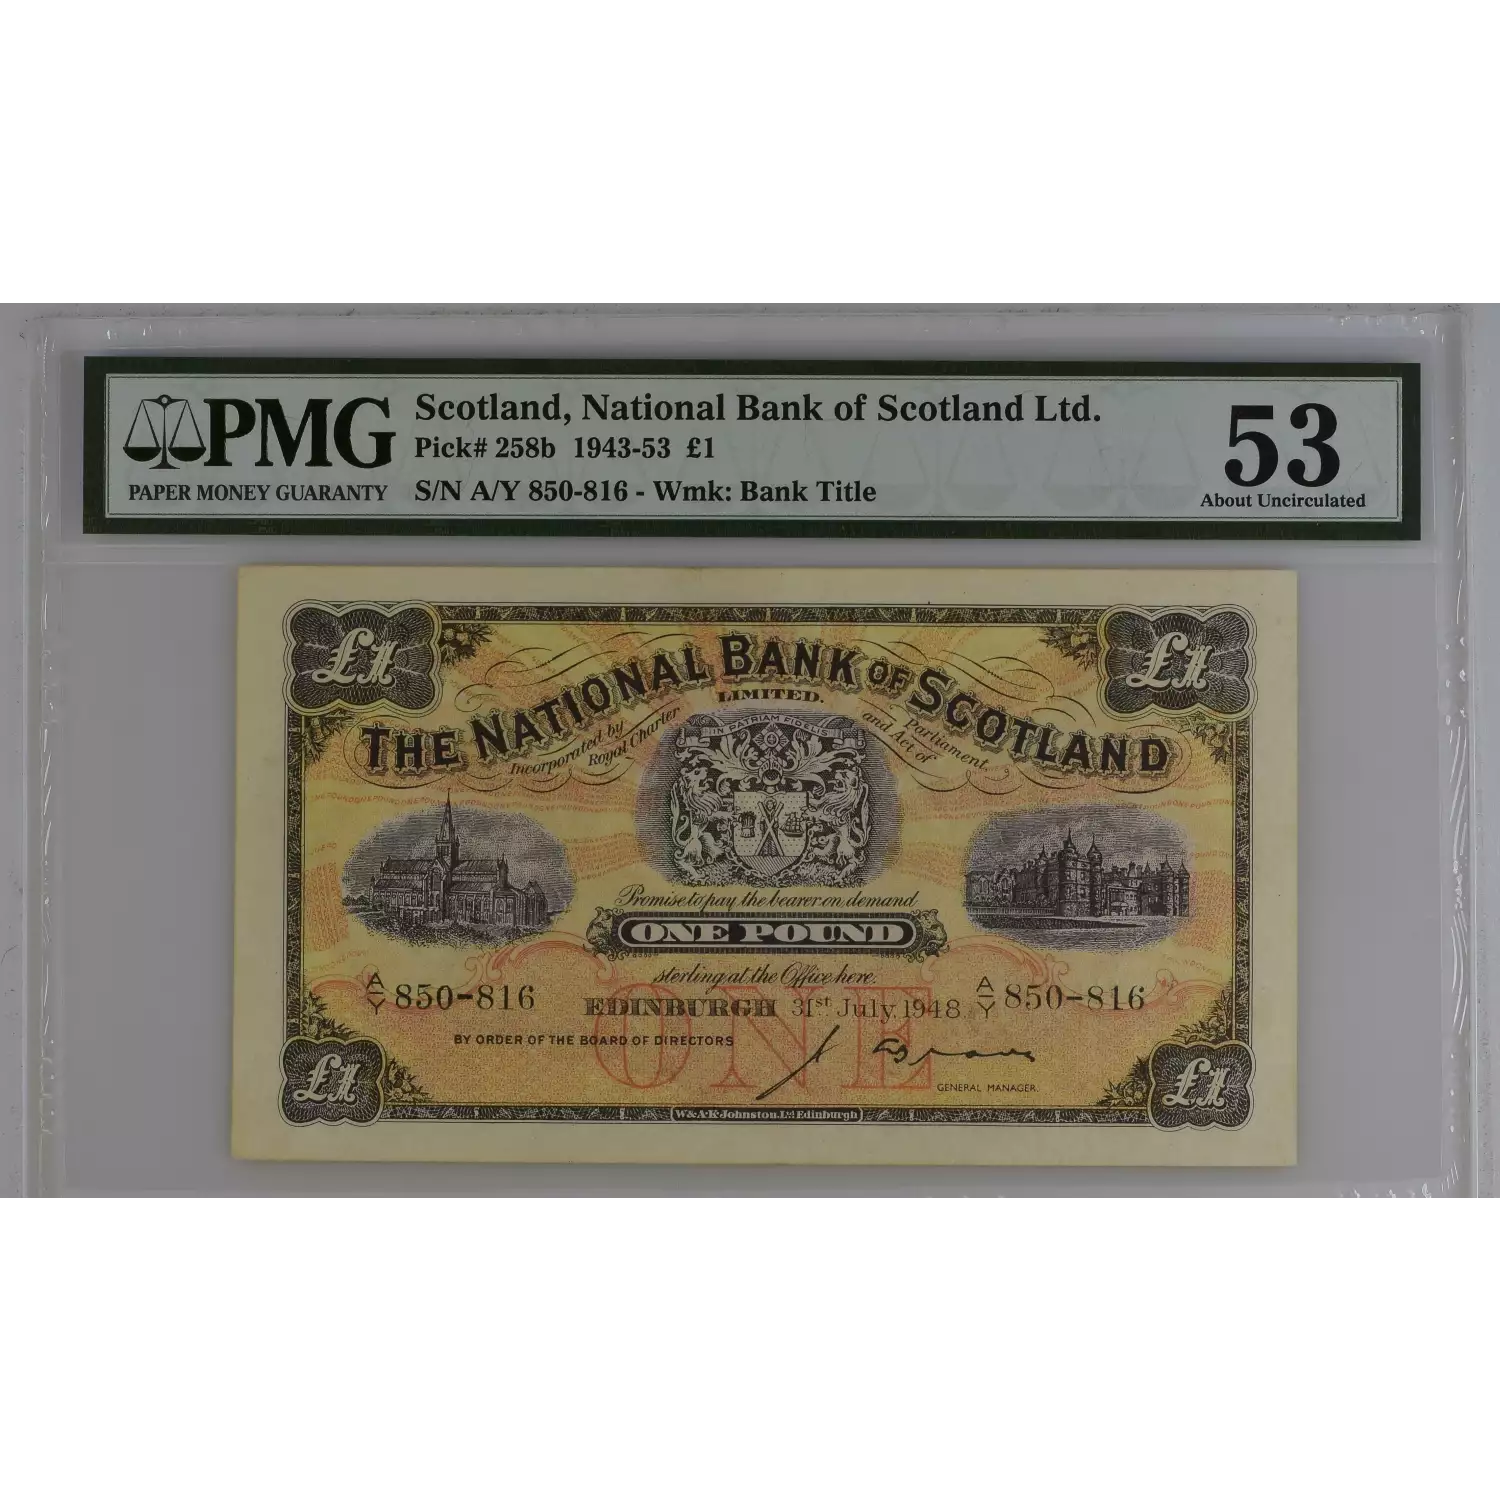 PMG
PAPER MONEY GUARANTY
Scotland, National Bank of Scotland Ltd.
Pick# 258b 1943-53 £1
S/N A/Y 850-816 - Wmk: Bank Title
53
About Uncirculated
£1
£1
THE NATIONAL BANK OF SCOTLAND
LIMITED.
Incorporated by Royal Charter
and Act of Parliament.
IN PATRIAM FIDELIS
Promise to pay the bearer on demand
ONE POUND
sterling at the Office here.
A/Y 850-816
EDINBURGH 31st July, 1948.
A/Y 850-816
BY ORDER OF THE BOARD OF DIRECTORS
ONE
GENERAL MANAGER.
£1
£1
W. & A.K. Johnston, Ltd Edinburgh